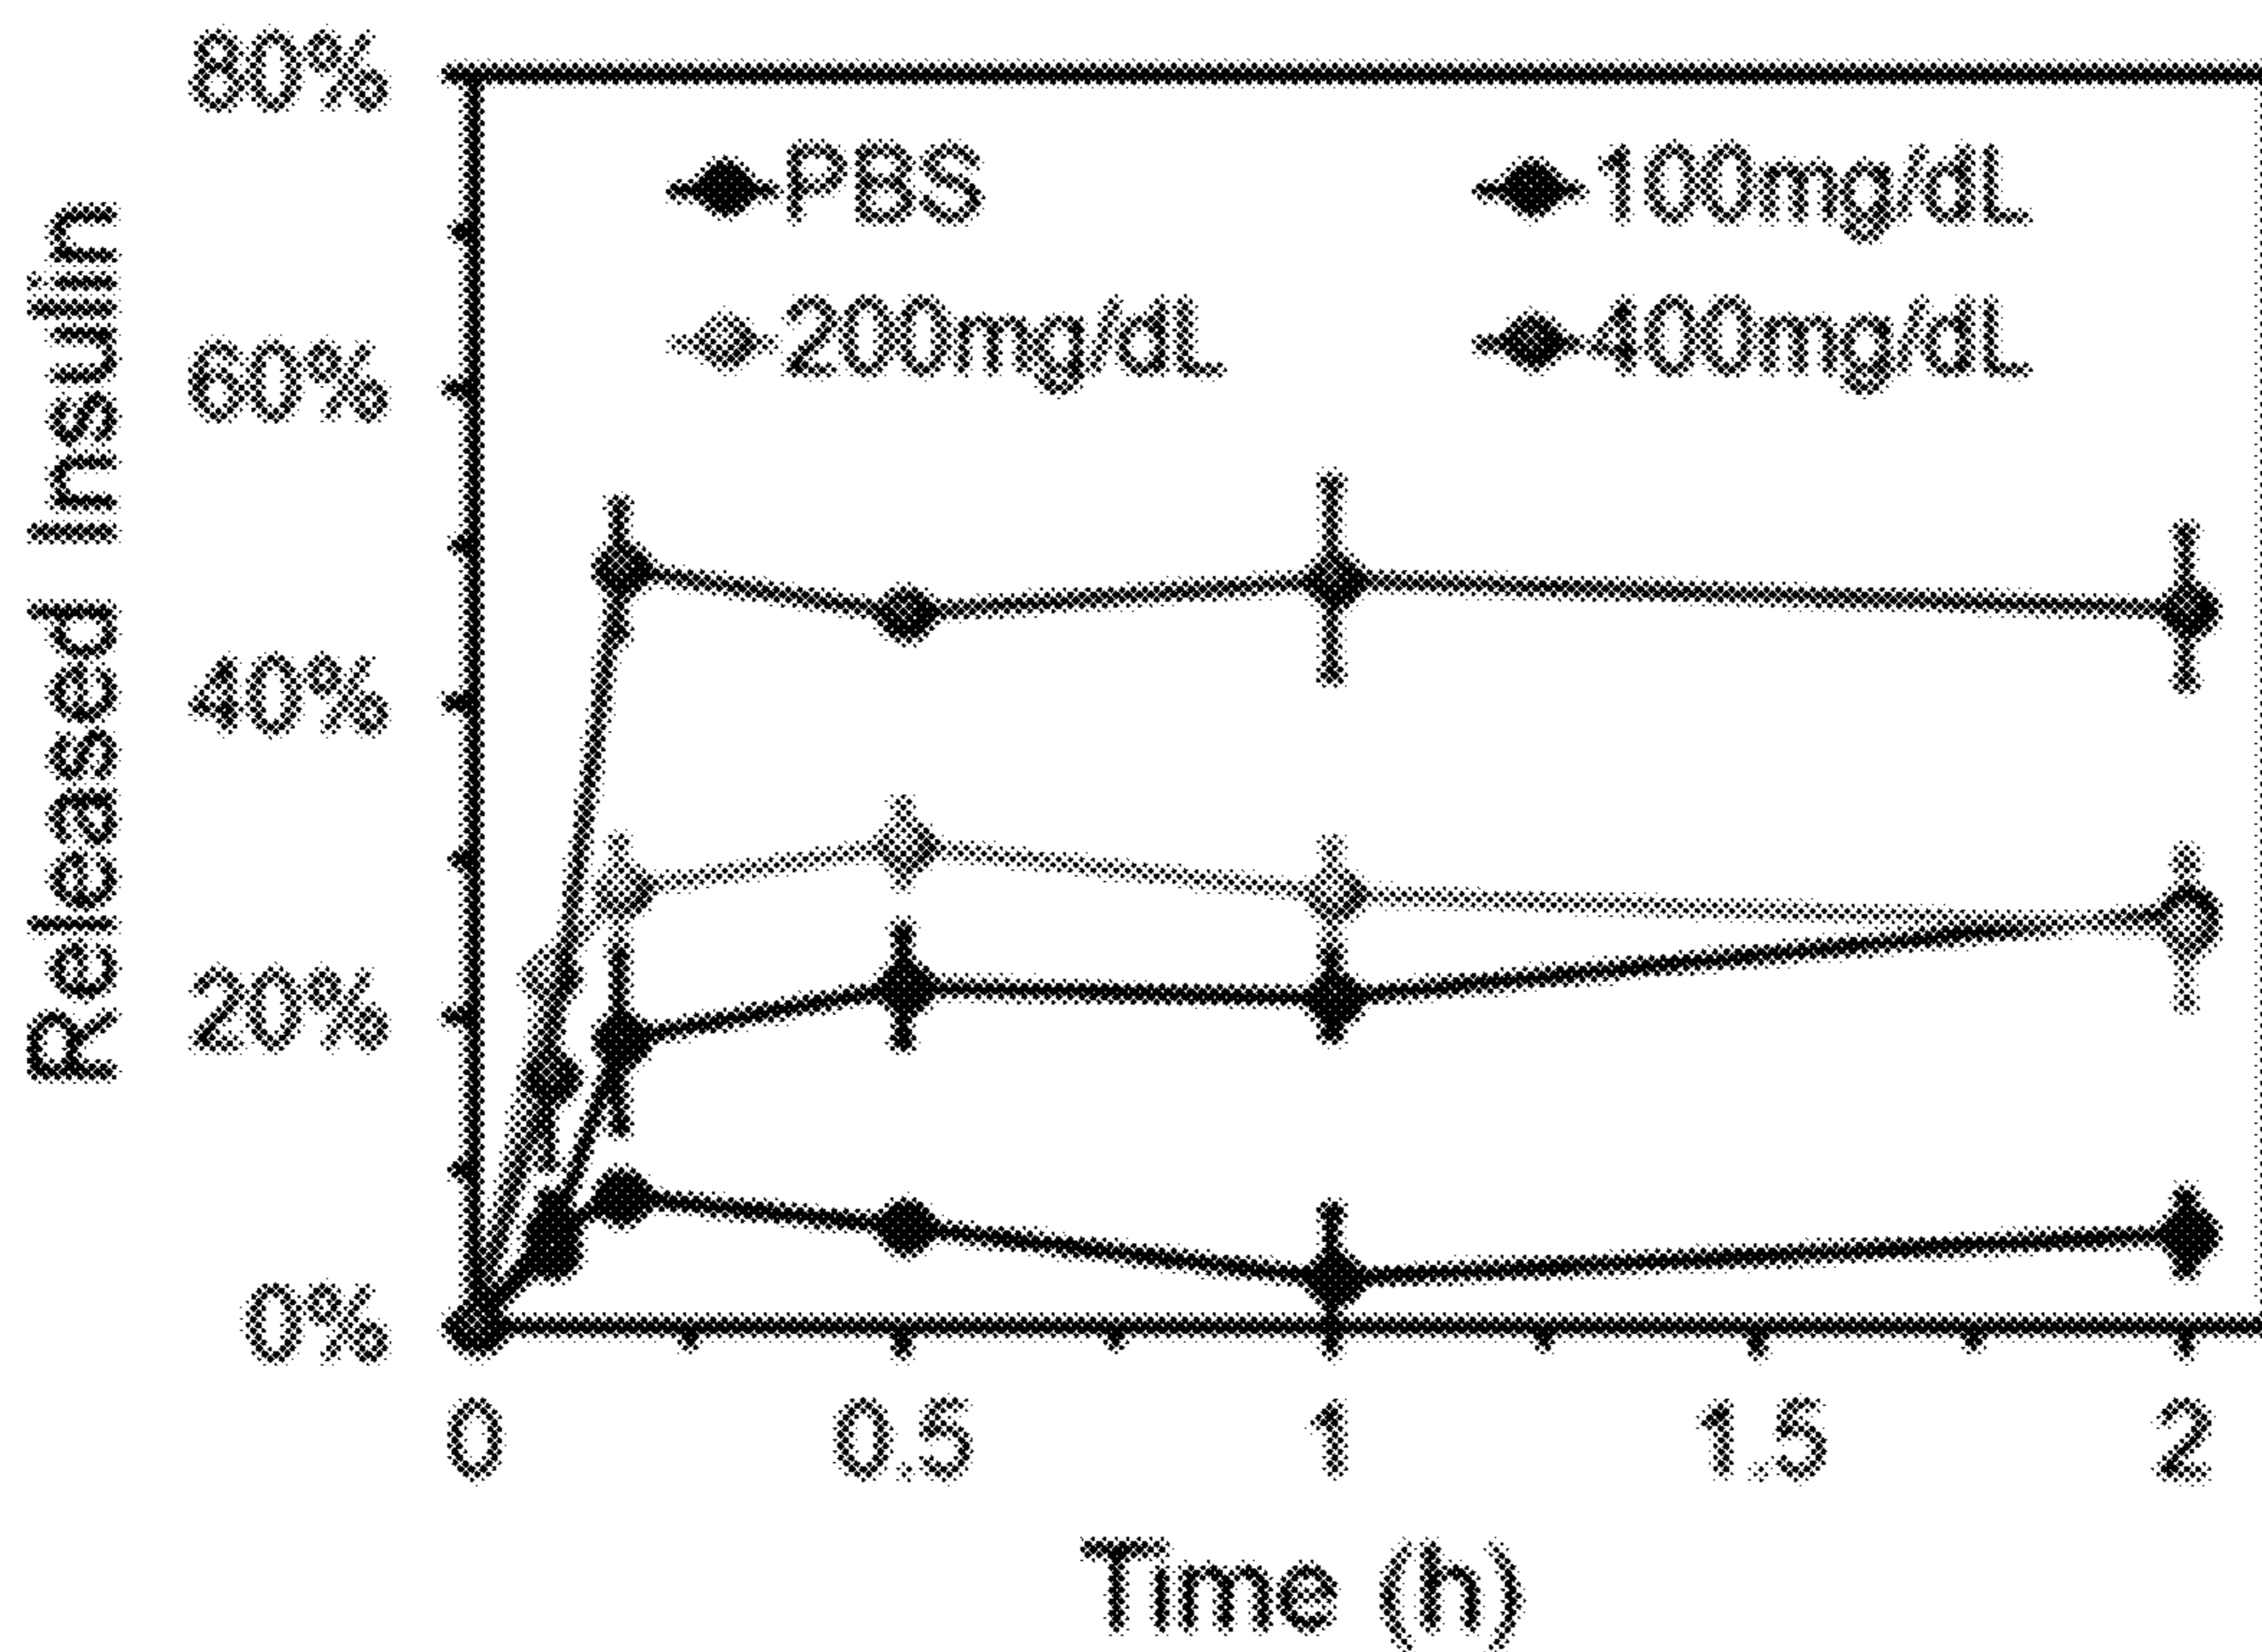 80%
PBS 100mg/dL
200mg/dL 400mg/dL
60%
40%
20%
0%
Released Insulin
0 0.5 1 1.5 2
Time (h)